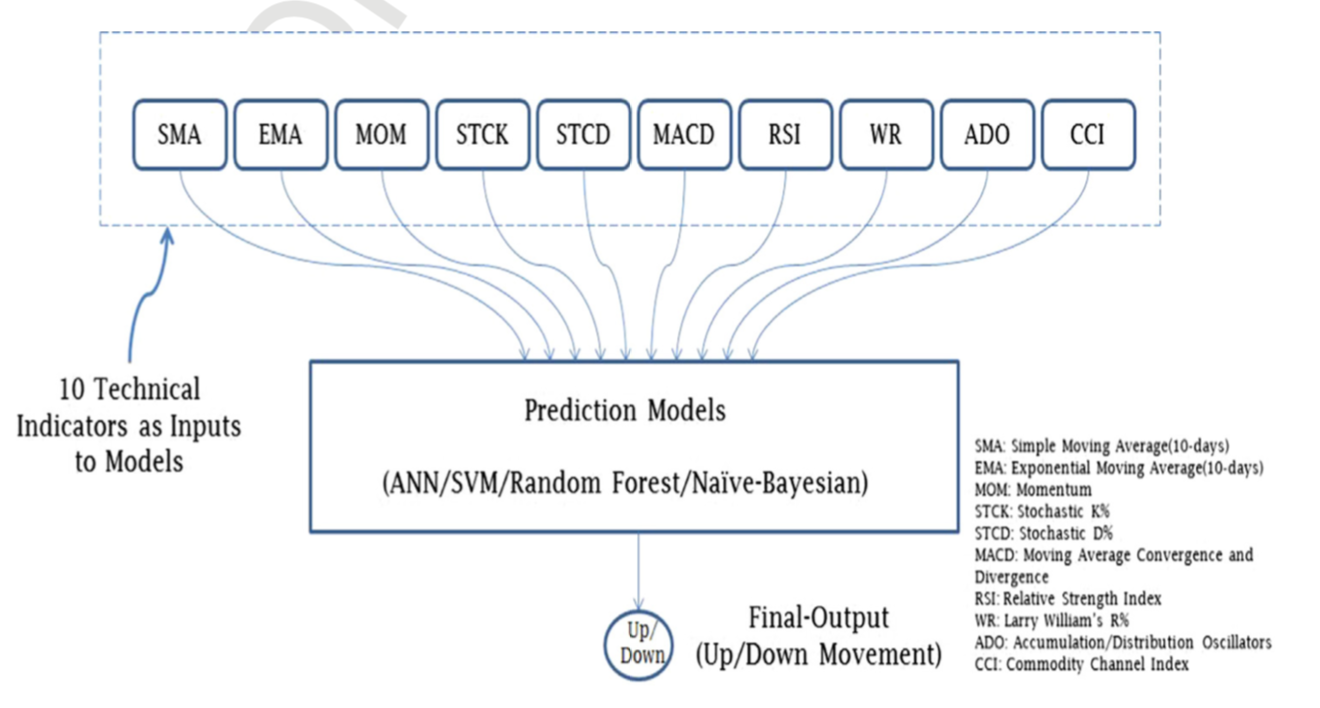 SMA EMA MOM STCK STCD MACD RSI WR ADO CCI
10 Technical
Indicators as Inputs
to Models
Prediction Models
(ANN/SVM/Random Forest/Naïve-Bayesian)
Up/
Down
Final-Output
(Up/Down Movement)
SMA: Simple Moving Average(10-days)
EMA: Exponential Moving Average(10-days)
MOM: Momentum
STCK: Stochastic K%
STCD: Stochastic D%
MACD: Moving Average Convergence and
Divergence
RSI: Relative Strength Index
WR: Larry William's R%
ADO: Accumulation/Distribution Oscillators
CCI: Commodity Channel Index